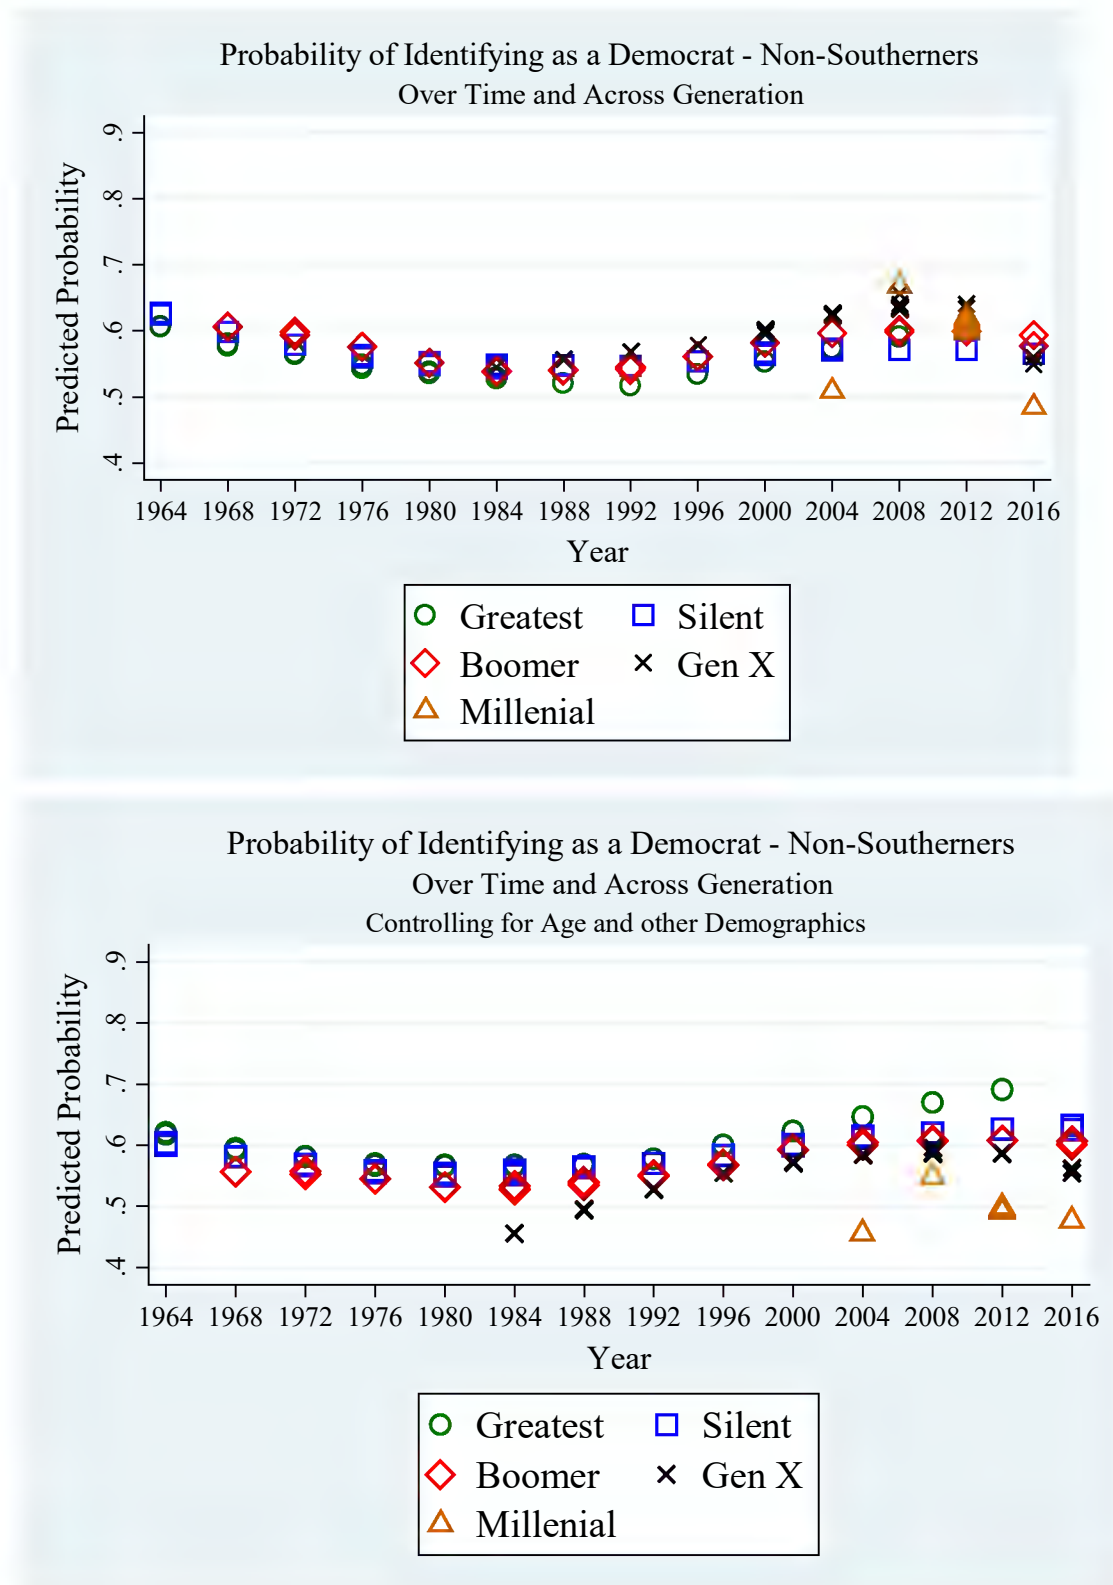 Probability of Identifying as a Democrat - Non-Southerners
Over Time and Across Generation
Predicted Probability
.9
.8
.7
.6
.5
.4
1964 1968 1972 1976 1980 1984 1988 1992 1996 2000 2004 2008 2012 2016
Year
Greatest Silent
Boomer Gen X
Millenial
Probability of Identifying as a Democrat - Non-Southerners
Over Time and Across Generation
Controlling for Age and other Demographics
Predicted Probability
.9
.8
.7
.6
.5
.4
1964 1968 1972 1976 1980 1984 1988 1992 1996 2000 2004 2008 2012 2016
Year
Greatest Silent
Boomer Gen X
Millenial